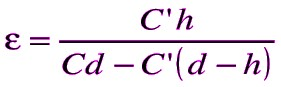 ε = C'h / (Cd − C'(d − h))